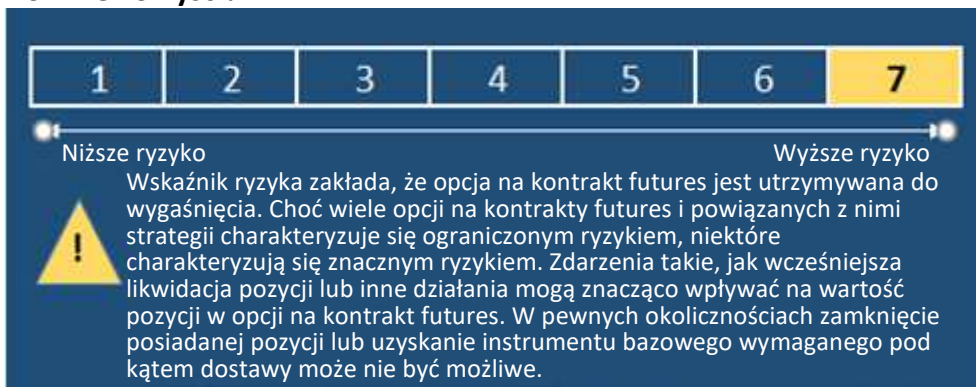 1 2 3 4 5 6 7
Niższe ryzyko Wyższe ryzyko
Wskaźnik ryzyka zakłada, że opcja na kontrakt futures jest utrzymywana do
wygaśnięcia. Choć wiele opcji na kontrakty futures i powiązanych z nimi
strategii charakteryzuje się ograniczonym ryzykiem, niektóre
charakteryzują się znacznym ryzykiem. Zdarzenia takie, jak wcześniejsza
likwidacja pozycji lub inne działania mogą znacząco wpływać na wartość
pozycji w opcji na kontrakt futures. W pewnych okolicznościach zamknięcie
posiadanej pozycji lub uzyskanie instrumentu bazowego wymaganego pod
kątem dostawy może nie być możliwe.
!